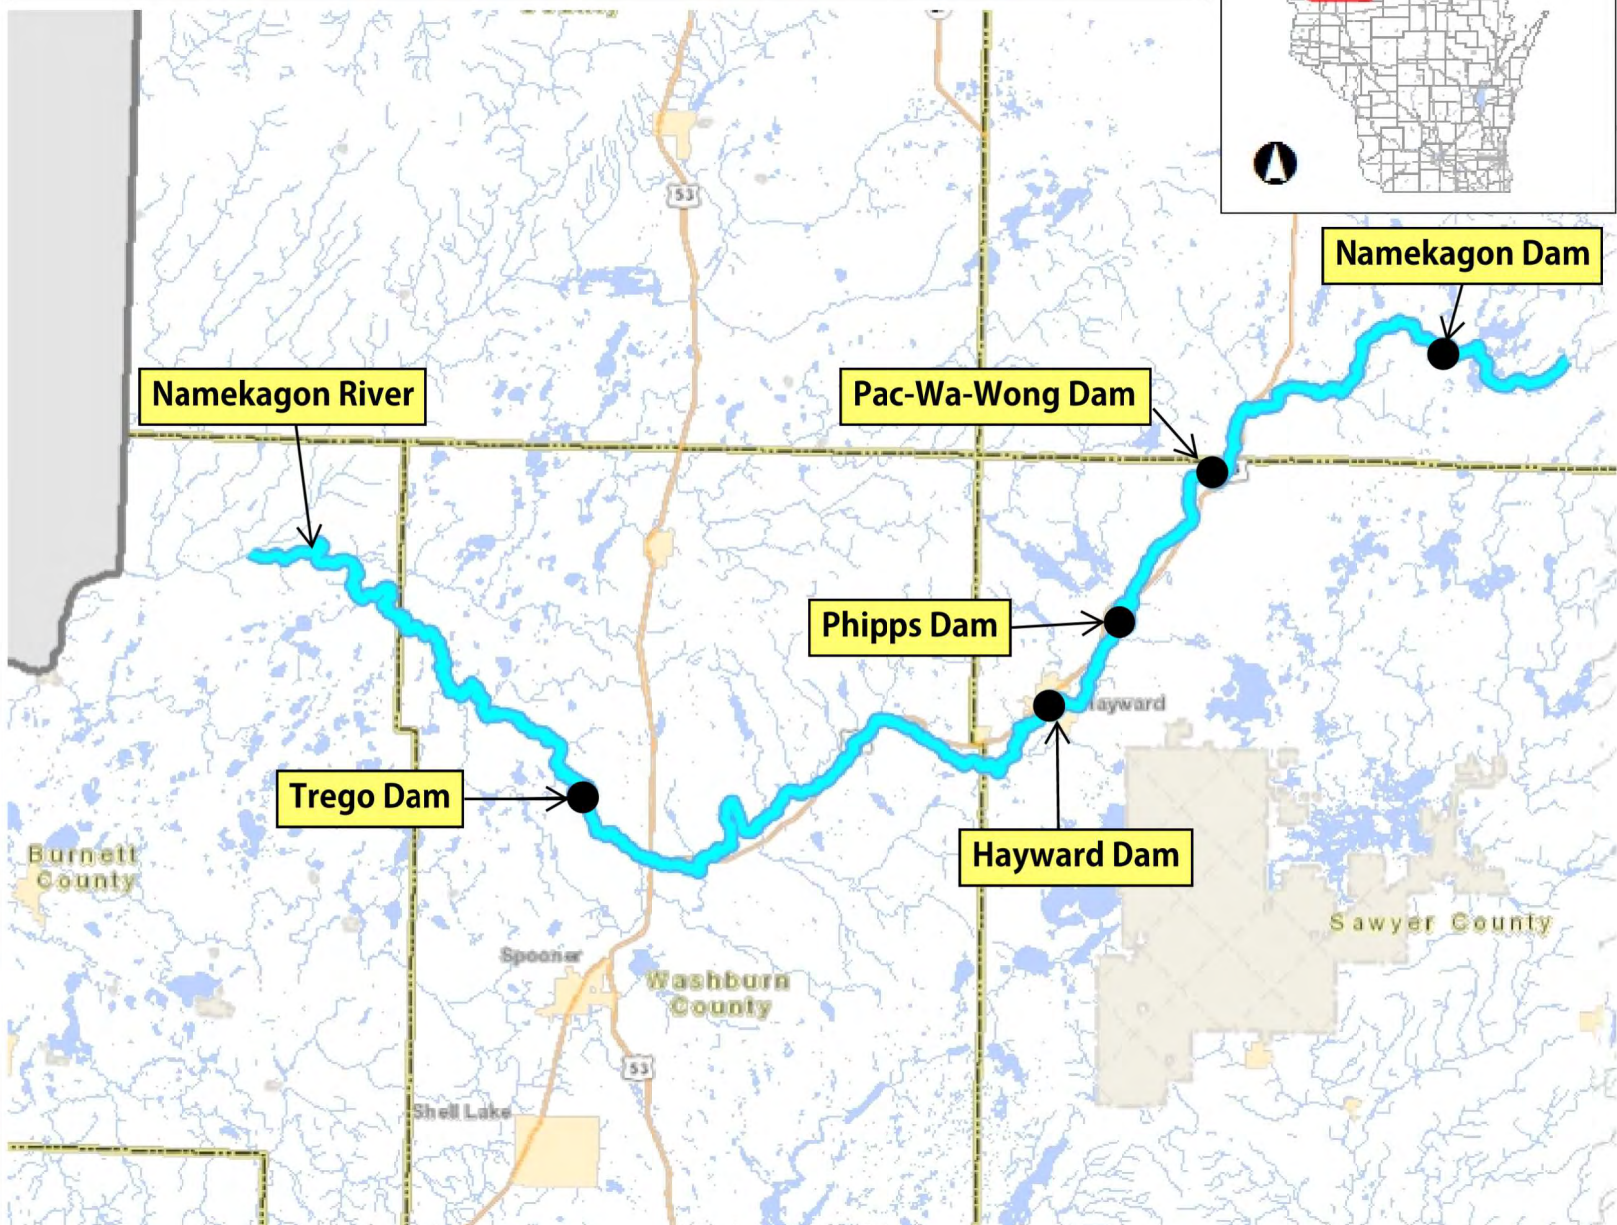 53
Namekagon Dam
Namekagon River
Pac-Wa-Wong Dam
Phipps Dam
Hayward
Trego Dam
Hayward Dam
Burnett
County
Sawyer County
Spooner
Washburn
County
53
Shell Lake